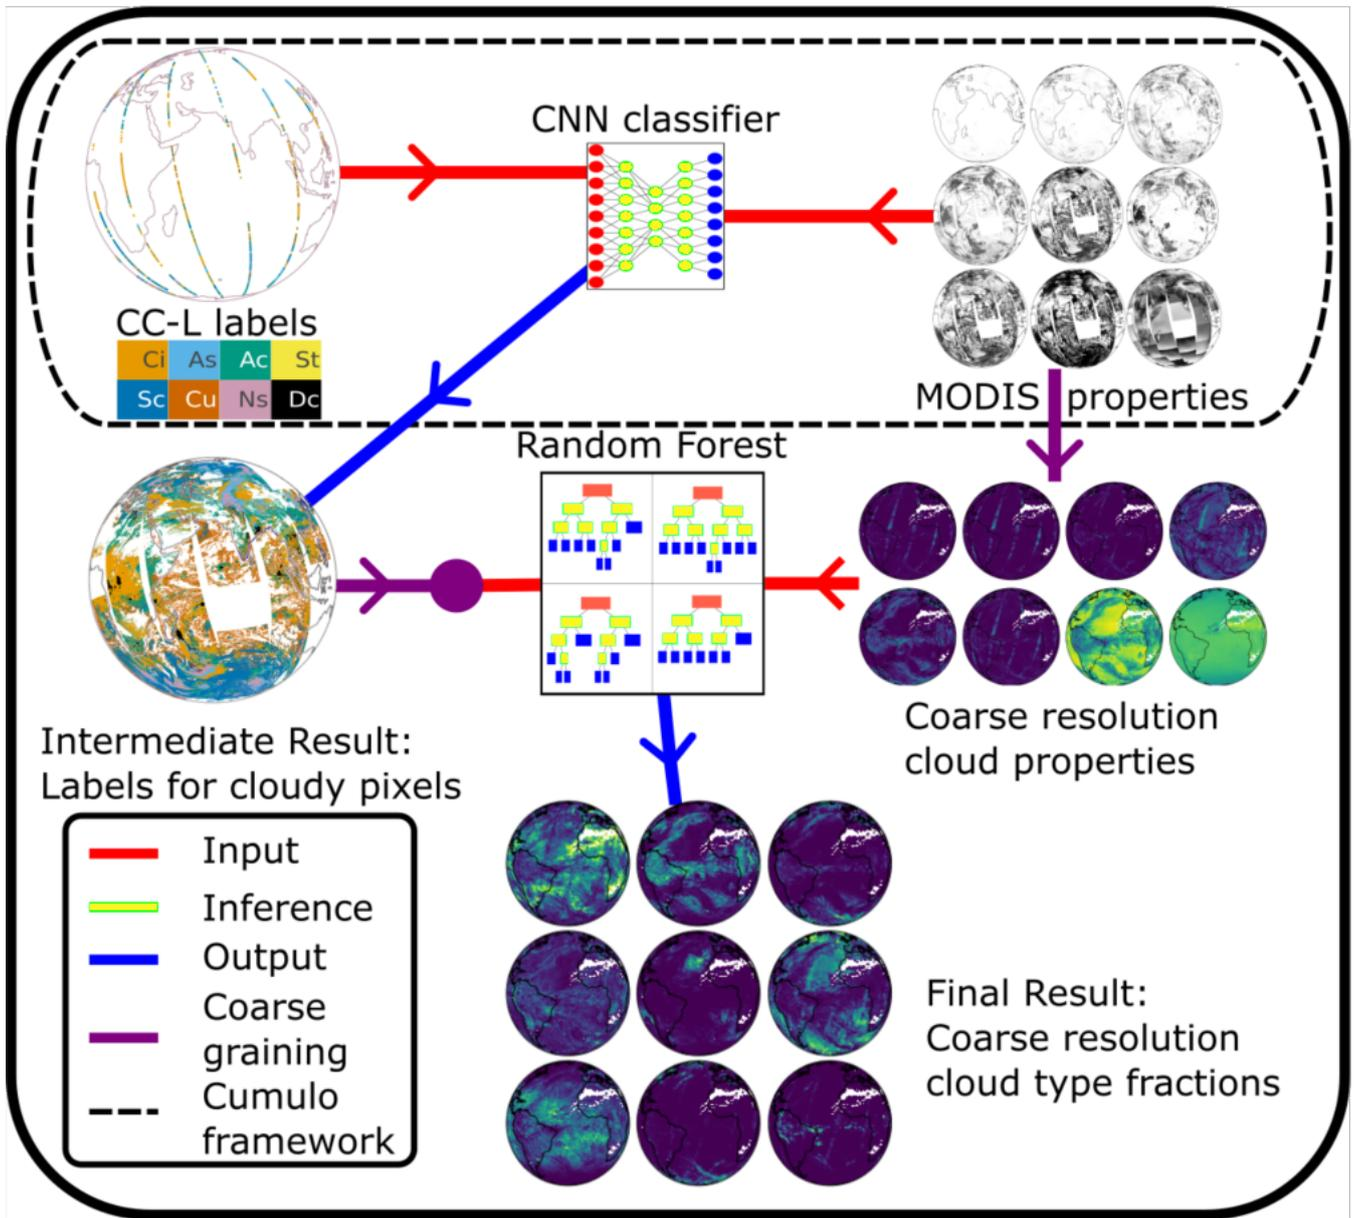 CNN classifier
CC-L labels
Ci As Ac St
Sc Cu Ns Dc
MODIS properties
Random Forest
Coarse resolution
cloud properties
Intermediate Result:
Labels for cloudy pixels
Input
Inference
Output
Coarse
graining
Cumulo
framework
Final Result:
Coarse resolution
cloud type fractions